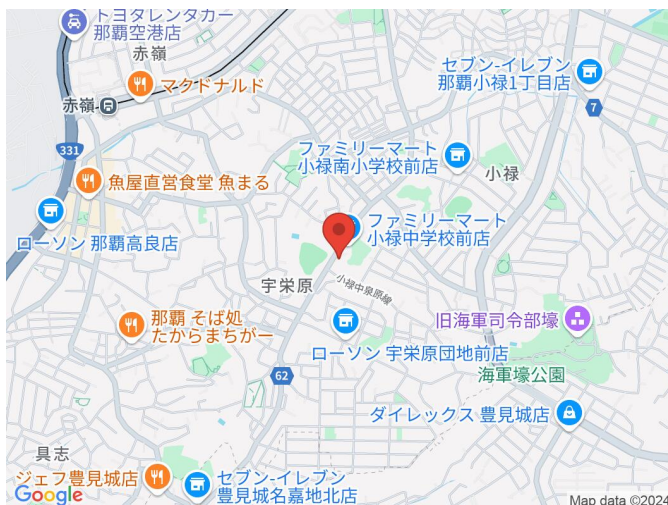 トヨタレンタカー
那覇空港店
赤嶺
マクドナルド
赤嶺
セブン-イレブン
那覇小禄1丁目店
7
331
ファミリーマート
小禄南小学校前店
小禄
魚屋直営食堂 魚まる
ローソン 那覇高良店
ファミリーマート
小禄中学校前店
宇栄原
小禄中泉原線
那覇 そば処
たからまちがー
ローソン 宇栄原団地前店
旧海軍司令部壕
海軍壕公園
62
ダイレックス 豊見城店
具志
ジェフ豊見城店
セブン-イレブン
豊見城名嘉地北店
Google
Map data ©2024